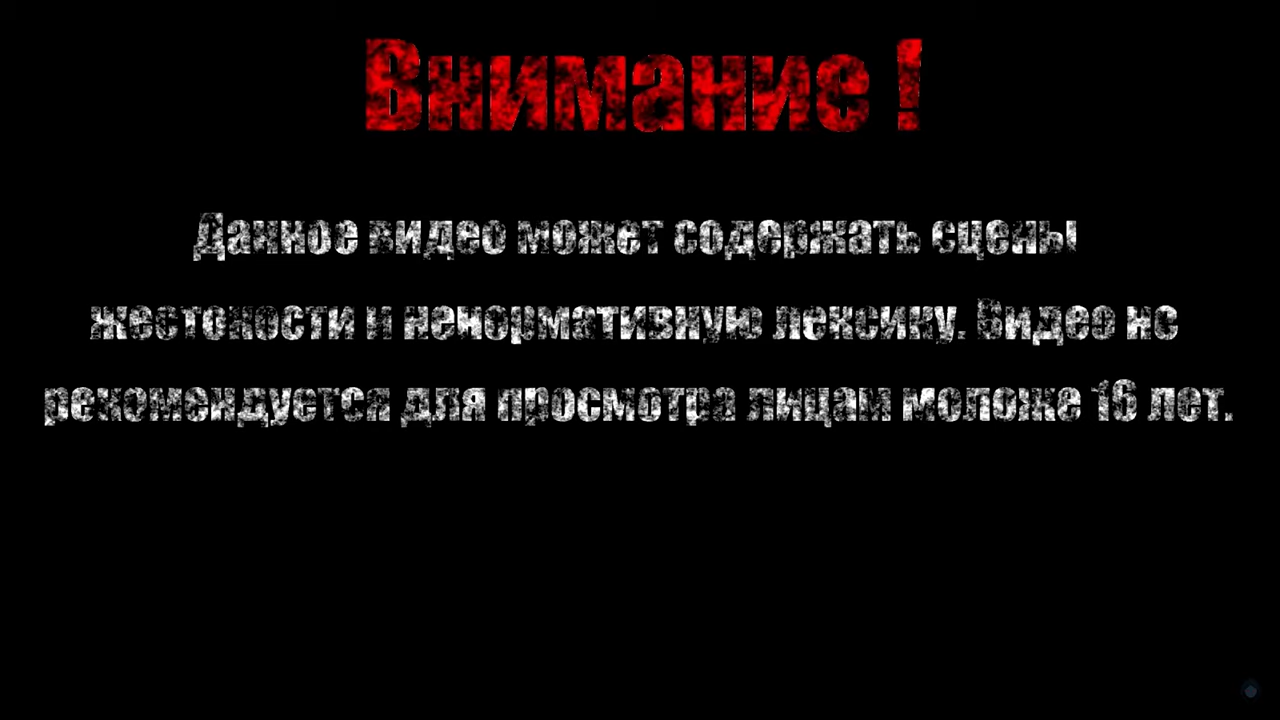 Внимание !
Данное видео может содержать сцены
жестокости и ненормативную лексику. Видео не
рекомендуется для просмотра лицам моложе 16 лет.